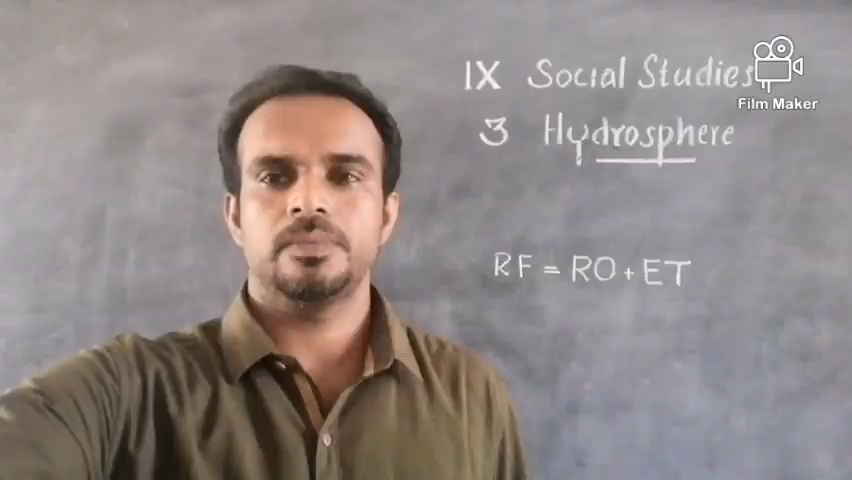 IX Social Studies
3 Hydrosphere
RF = RO + ET
Film Maker